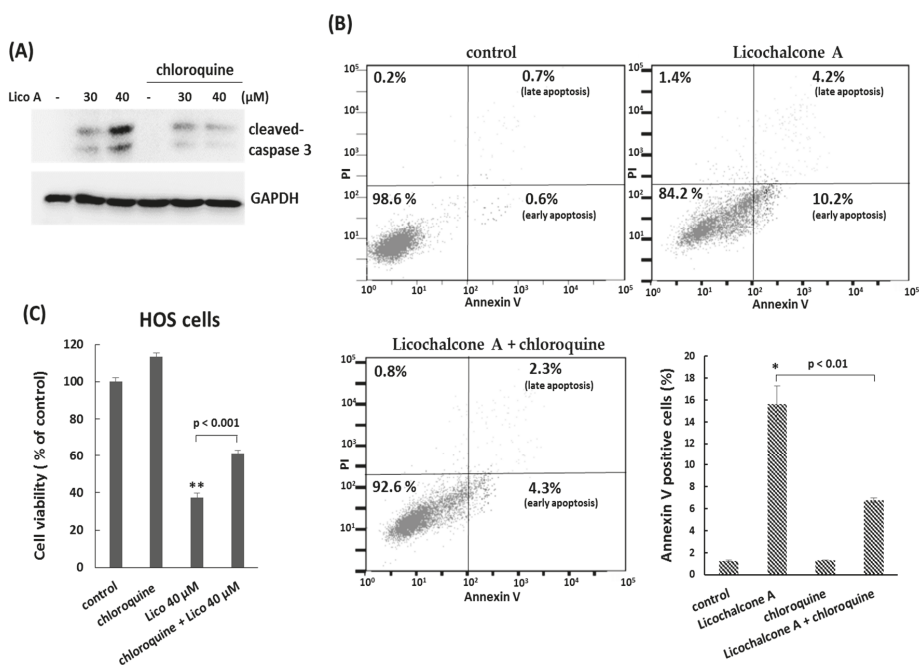 (A)
chloroquine
Lico A - 30 40 - 30 40 (μM)
cleaved-
caspase 3
GAPDH
(B)
control
10⁵
10⁴
10³
10²
10¹
PI
0.2%
0.7%
(late apoptosis)
98.6 %
0.6%
(early apoptosis)
10⁰ 10¹ 10² 10³ 10⁴ 10⁵
Annexin V
Licochalcone A
10⁵
10⁴
10³
10²
10¹
PI
1.4%
4.2%
(late apoptosis)
84.2 %
10.2%
(early apoptosis)
10⁰ 10¹ 10² 10³ 10⁴ 10⁵
Annexin V
Licochalcone A + chloroquine
10⁵
10⁴
10³
10²
10¹
PI
0.8%
2.3%
(late apoptosis)
92.6 %
4.3%
(early apoptosis)
10⁰ 10¹ 10² 10³ 10⁴ 10⁵
Annexin V
Annexin V positive cells (%)
20
18
16
14
12
10
8
6
4
2
0
*
p < 0.01
control
Licochalcone A
chloroquine
Licochalcone A + chloroquine
(C)
HOS cells
Cell viability ( % of control)
120
100
80
60
40
20
0
p < 0.001
**
control
chloroquine
Lico 40 μM
chloroquine + Lico 40 μM